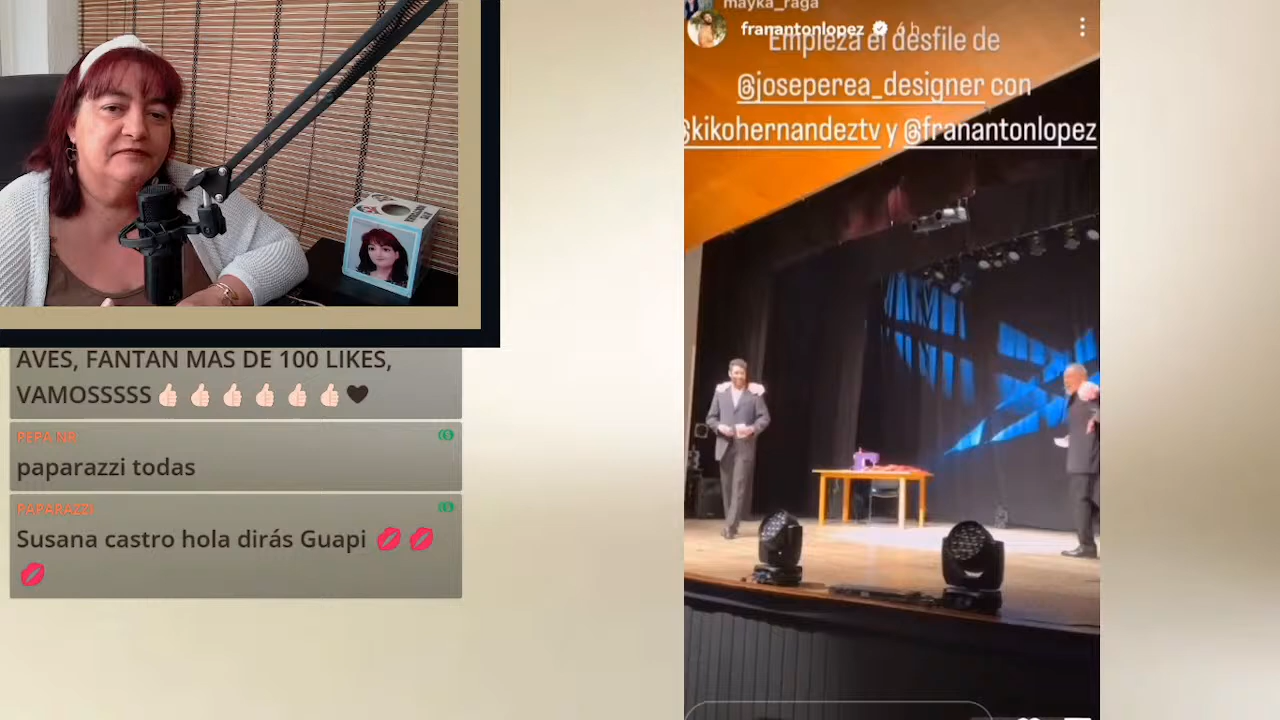 mayka_raga
franantonlopez 6 h
Empieza el desfile de
@joseperea_designer con
@kikohernandeztv y @franantonlopez
AVES, FANTAN MAS DE 100 LIKES,
VAMOSSSSS 👍🏻 👍🏻 👍🏻 👍🏻 👍🏻 👍🏻 🖤
PEPA NR
paparazzi todas
PAPARAZZI
Susana castro hola dirás Guapi 💋 💋
💋